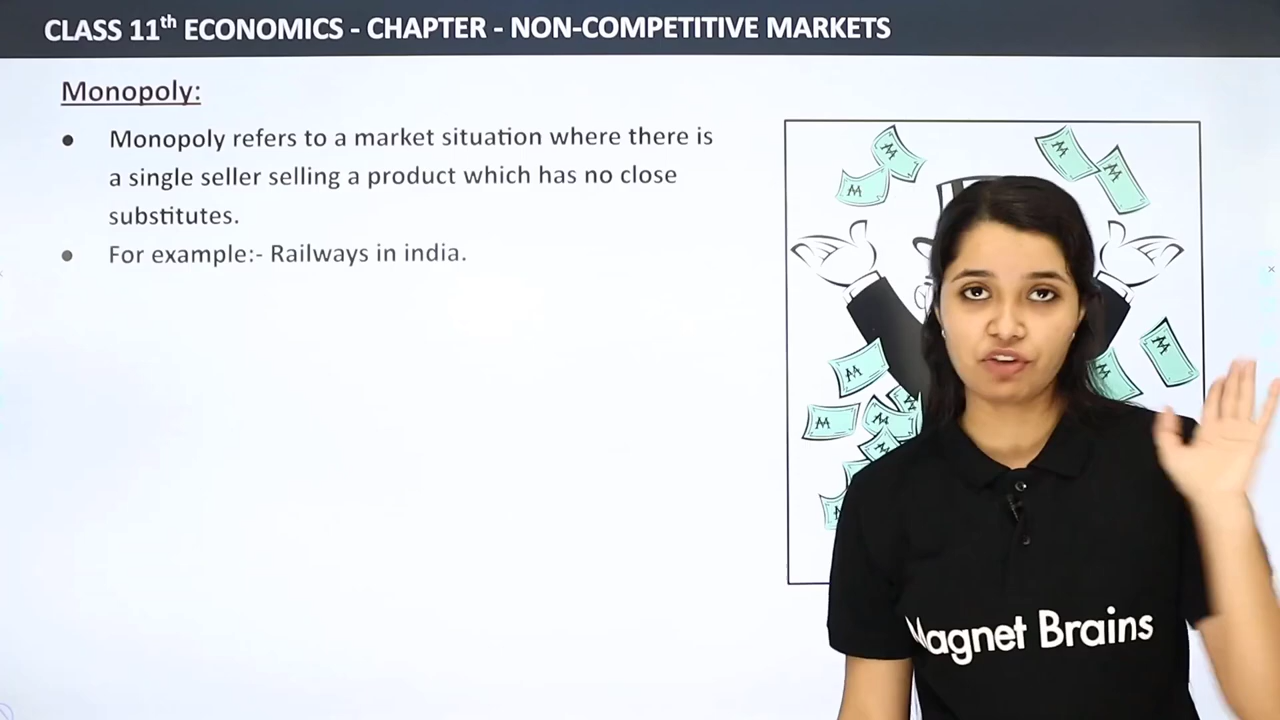 CLASS 11th ECONOMICS - CHAPTER - NON-COMPETITIVE MARKETS
Monopoly:
● Monopoly refers to a market situation where there is
a single seller selling a product which has no close
substitutes.
● For example:- Railways in india.
Magnet Brains